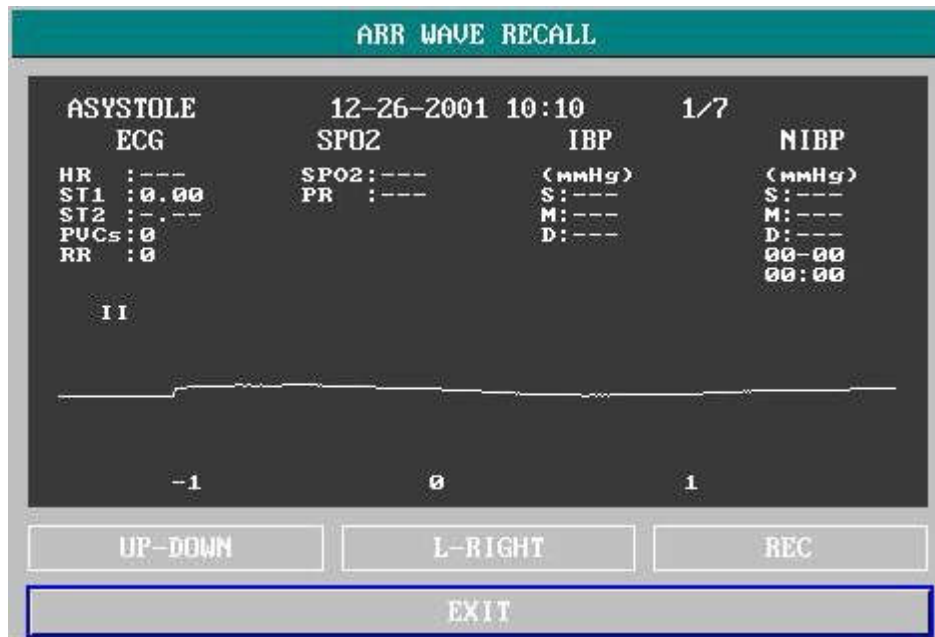 ARR WAVE RECALL
ASYSTOLE 12-26-2001 10:10 1/7
ECG SPO2 IBP NIBP
HR :--- SPO2:--- (mmHg) (mmHg)
ST1 :0.00 PR :--- S:--- S:---
ST2 :-.-- M:--- M:---
PVCs:0 D:--- D:---
RR :0 00-00
00:00
II
-1 0 1
UP-DOWN L-RIGHT REC
EXIT